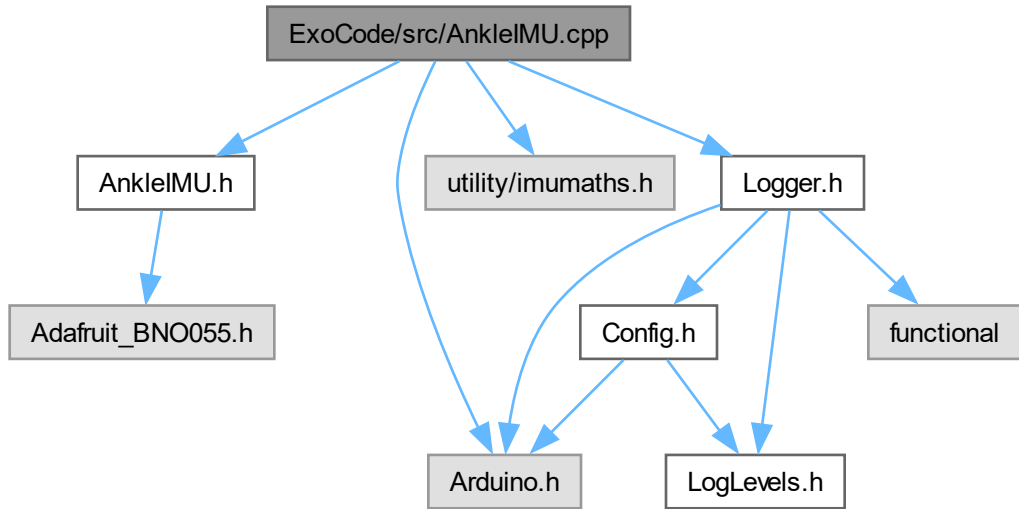 ExoCode/src/AnkleIMU.cpp
AnkleIMU.h
utility/imumaths.h
Logger.h
Adafruit_BNO055.h
Config.h
functional
Arduino.h
LogLevels.h